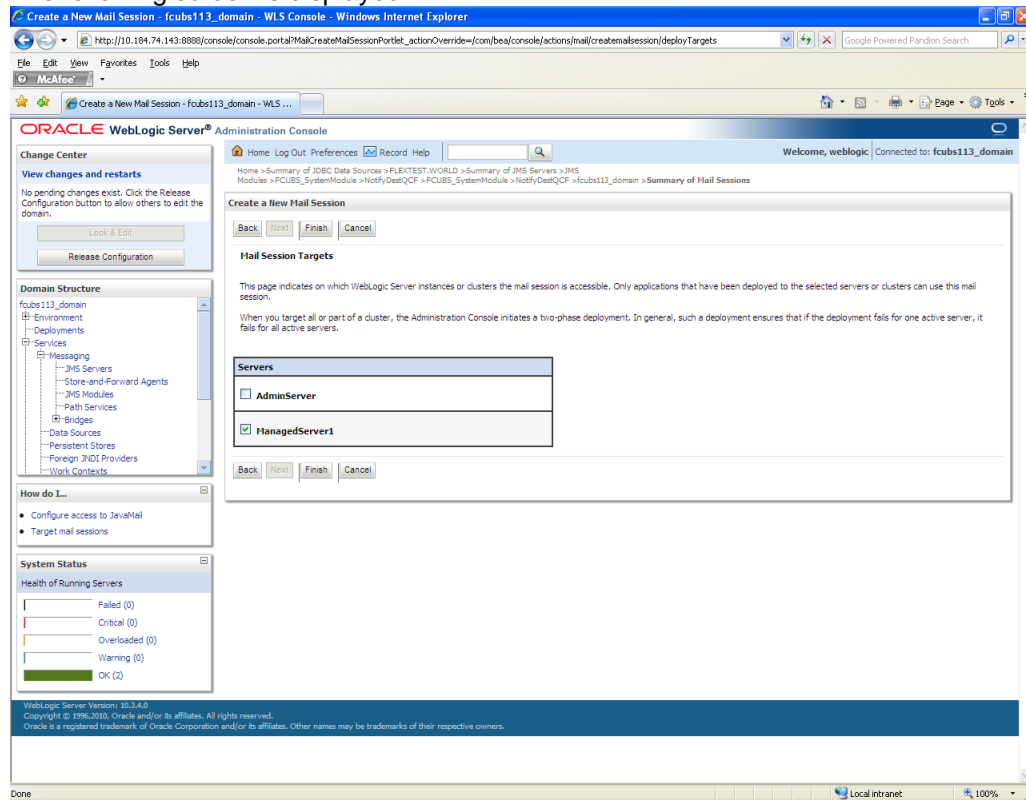 Create a New Mail Session - fcubs113_domain - WLS Console - Windows Internet Explorer
http://10.184.74.143:8888/console/console.portal?MailCreateMailSessionPortlet_actionOverride=/com/bea/console/actions/mail/createmailsession/deployTargets
Google Powered Pandion Search
File Edit View Favorites Tools Help
McAfee
Create a New Mail Session - fcubs113_domain - WLS ...
Page Tools
ORACLE WebLogic Server® Administration Console
Change Center
View changes and restarts
No pending changes exist. Click the Release
Configuration button to allow others to edit the
domain.
Lock & Edit
Release Configuration
Domain Structure
fcubs113_domain
Environment
Deployments
Services
Messaging
JMS Servers
Store-and-Forward Agents
JMS Modules
Path Services
Bridges
Data Sources
Persistent Stores
Foreign JNDI Providers
Work Contexts
How do I...
Configure access to JavaMail
Target mail sessions
System Status
Health of Running Servers
Failed (0)
Critical (0)
Overloaded (0)
Warning (0)
OK (2)
Home Log Out Preferences Record Help
Welcome, weblogic Connected to: fcubs113_domain
Home >Summary of JDBC Data Sources >FLEXTEST.WORLD >Summary of JMS Servers >JMS
Modules >FCUBS_SystemModule >NotifyDestQCF >FCUBS_SystemModule >NotifyDestQCF >fcubs113_domain >Summary of Mail Sessions
Create a New Mail Session
Back Next Finish Cancel
Mail Session Targets
This page indicates on which WebLogic Server instances or clusters the mail session is accessible. Only applications that have been deployed to the selected servers or clusters can use this mail
session.
When you target all or part of a cluster, the Administration Console initiates a two-phase deployment. In general, such a deployment ensures that if the deployment fails for one active server, it
fails for all active servers.
Servers
AdminServer
ManagedServer1
Back Next Finish Cancel
WebLogic Server Version: 10.3.4.0
Copyright © 1996,2010, Oracle and/or its affiliates. All rights reserved.
Oracle is a registered trademark of Oracle Corporation and/or its affiliates. Other names may be trademarks of their respective owners.
Done
Local intranet
100%